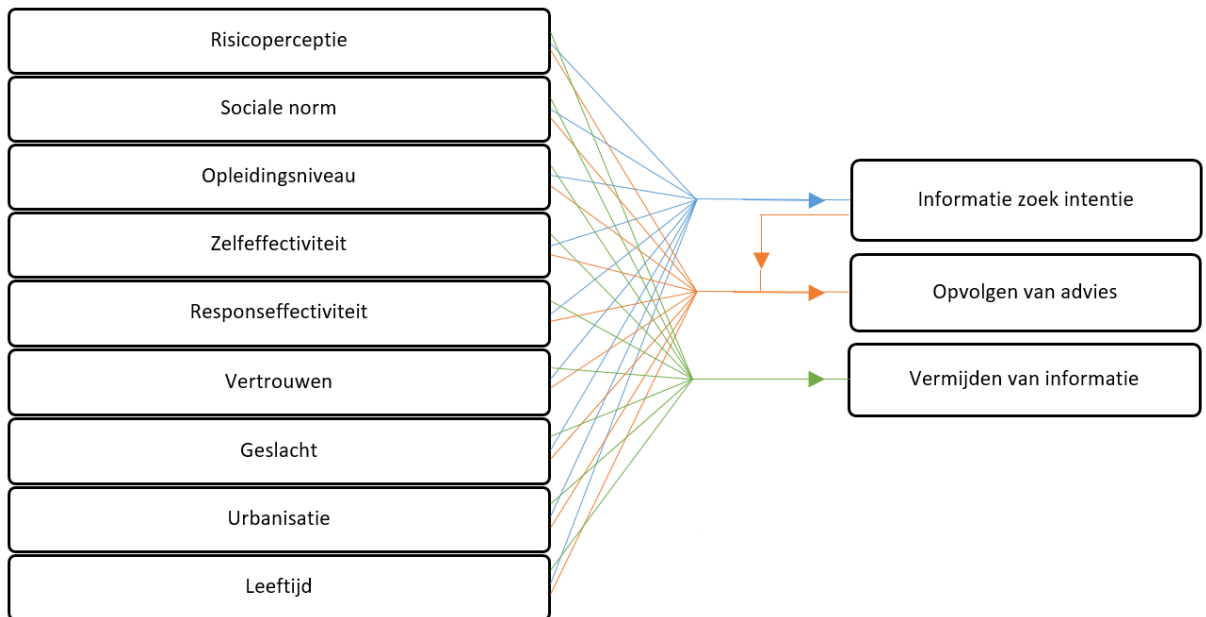 Risicoperceptie
Sociale norm
Opleidingsniveau
Zelfeffectiviteit
Responseffectiviteit
Vertrouwen
Geslacht
Urbanisatie
Leeftijd
Informatie zoek intentie
Opvolgen van advies
Vermijden van informatie